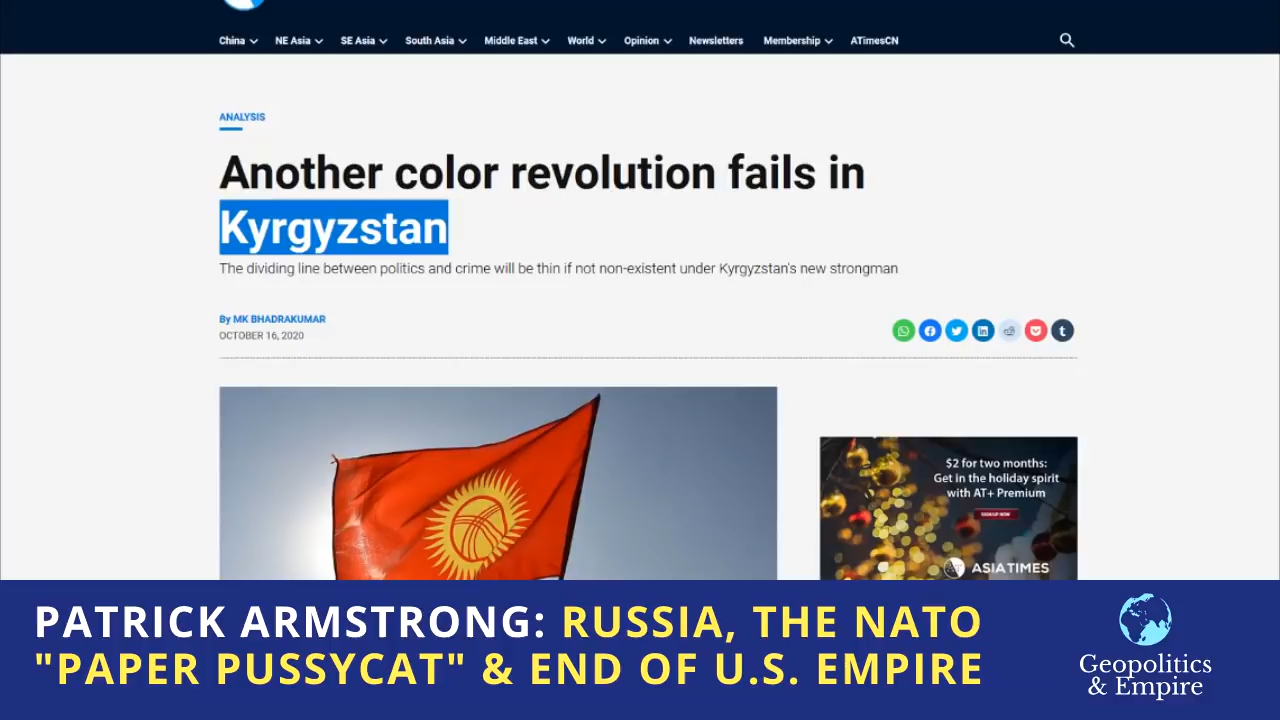 China NE Asia SE Asia South Asia Middle East World Opinion Newsletters Membership ATimesCN
ANALYSIS
Another color revolution fails in
Kyrgyzstan
The dividing line between politics and crime will be thin if not non-existent under Kyrgyzstan's new strongman
By MK BHADRAKUMAR
OCTOBER 16, 2020
$2 for two months:
Get in the holiday spirit
with AT+ Premium
SIGN UP NOW
ASIA TIMES
PATRICK ARMSTRONG: RUSSIA, THE NATO
"PAPER PUSSYCAT" & END OF U.S. EMPIRE
Geopolitics
& Empire